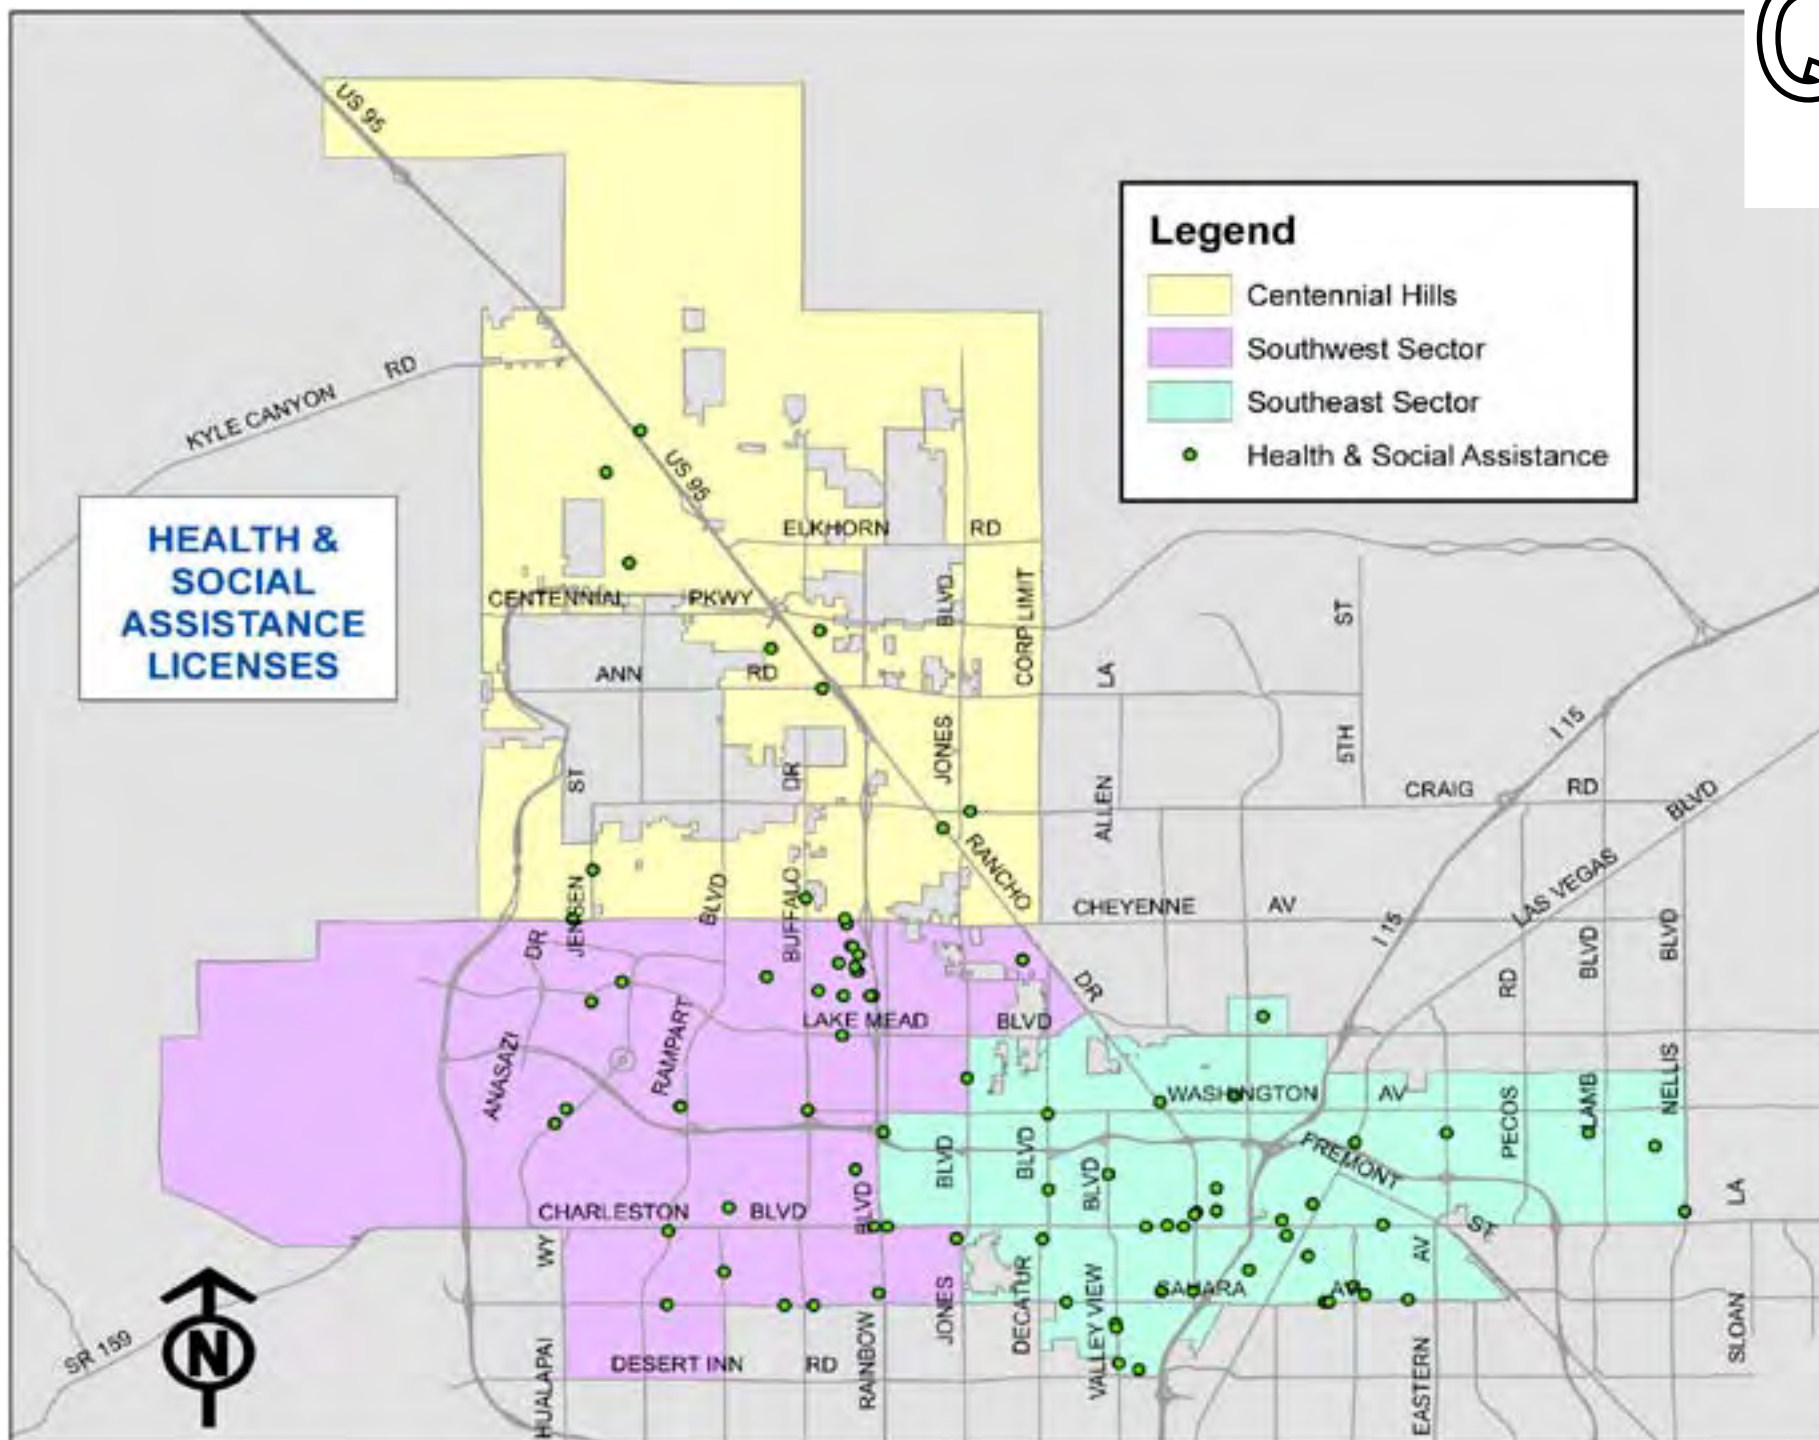 US 95
Legend
Centennial Hills
Southwest Sector
Southeast Sector
Health & Social Assistance
KYLE CANYON RD
US 95
HEALTH &
SOCIAL
ASSISTANCE
LICENSES
ELKHORN RD
CENTENNIAL PKWY
BLVD
CORP LIMIT
ST
ANN RD
LA
JONES
5TH
I 15
ST
DR
ALLEN
CRAIG RD
BLVD
RANCHO
LAS VEGAS
JENSEN
BLVD
BUFFALO
CHEYENNE AV
I 15
DR
BLVD
BLVD
RD
DR
LAKE MEAD BLVD
ANASAZI
RAMPART
WASHINGTON AV
PECOS
LAMB
NELLIS
FREMONT
BLVD
BLVD
BLVD
BLVD
CHARLESTON BLVD
ST
LA
WY
AV
SAHARA AV
JONES
DECATUR
VALLEY VIEW
SLOAN
SR 159
N
HUALAPAI
DESERT INN RD
RAINBOW
EASTERN